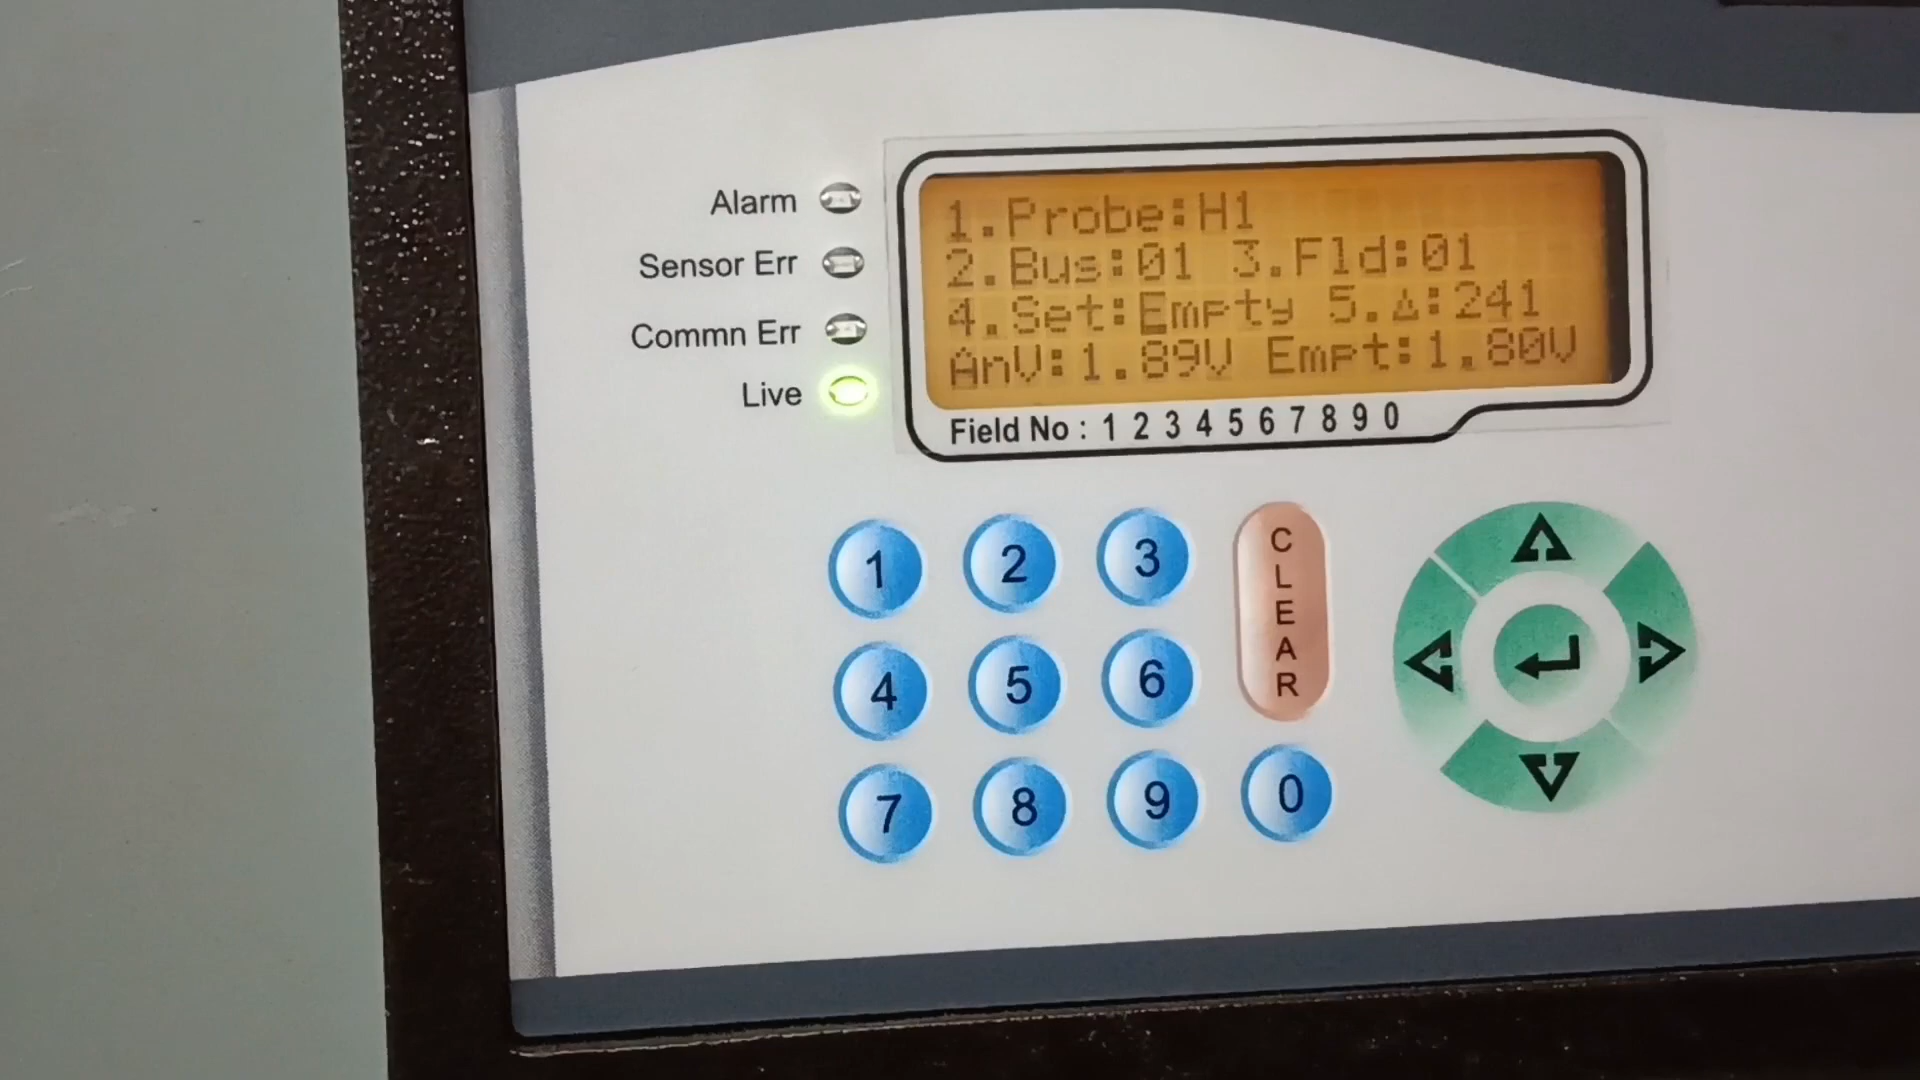 Alarm
Sensor Err
Commn Err
Live
1.Probe:H1
2.Bus:01 3.Fld:01
4.Set:Empty 5.Δ:241
AnV:1.89V Empt:1.80V
Field No : 1 2 3 4 5 6 7 8 9 0
1 2 3
4 5 6
7 8 9 0
CLEAR